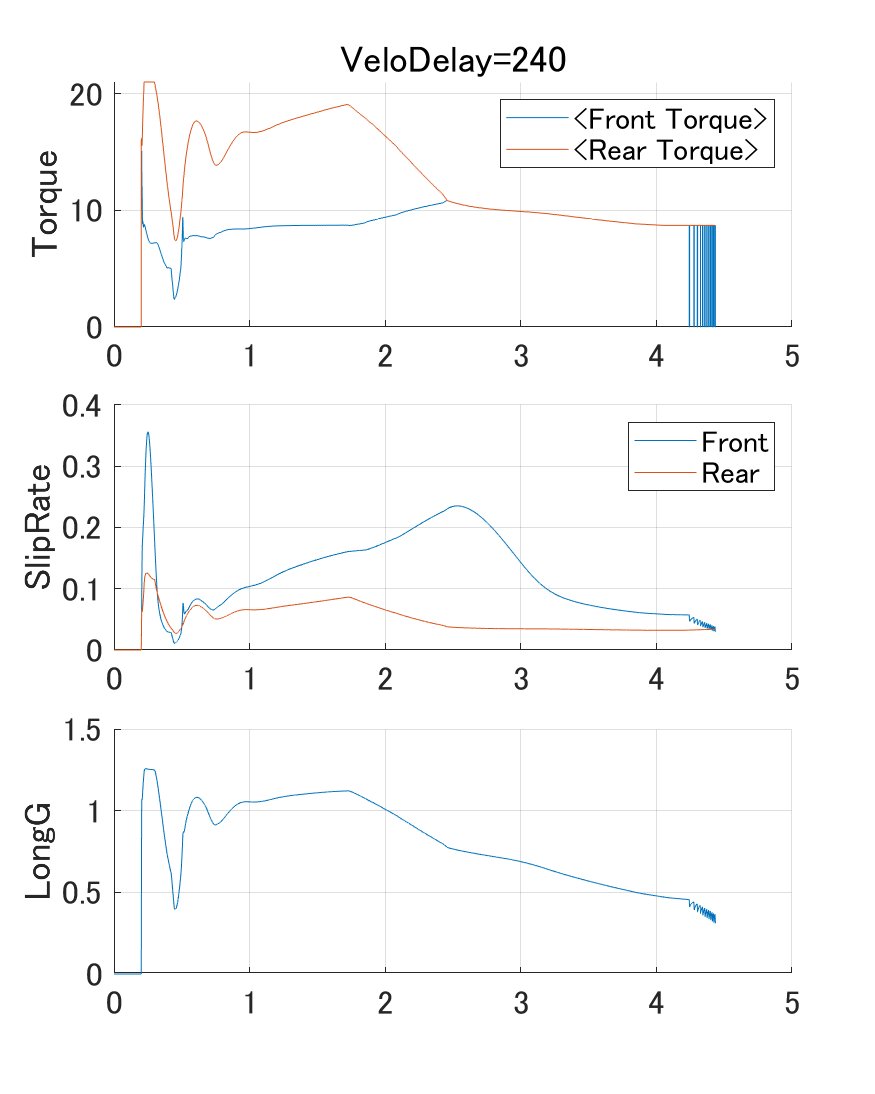 VeloDelay=240
Torque
20
10
0
<Front Torque>
<Rear Torque>
0 1 2 3 4 5
SlipRate
0.4
0.3
0.2
0.1
0
Front
Rear
0 1 2 3 4 5
LongG
1.5
1
0.5
0
0 1 2 3 4 5